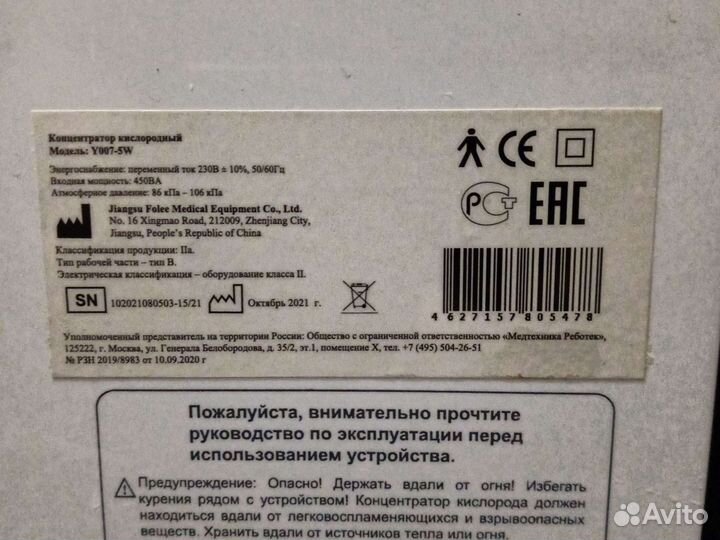 Концентратор кислородный
Модель: Y007-5W
Энергоснабжение: переменный ток 230В ± 10%, 50/60Гц
Входная мощность: 450ВА
Атмосферное давление: 86 кПа – 106 кПа
Jiangsu Folee Medical Equipment Co., Ltd.
No. 16 Xingmao Road, 212009, Zhenjiang City,
Jiangsu, People's Republic of China
Классификация продукции: IIа.
Тип рабочей части – тип В.
Электрическая классификация – оборудование класса II.
SN 102021080503-15/21 Октябрь 2021 г.
CE
РСТ EAC
4627157805478
Уполномоченный представитель на территории России: Общество с ограниченной ответственностью «Медтехника Реботек»,
125222, г. Москва, ул. Генерала Белобородова, д. 35/2, эт.1, помещение X, тел. +7 (495) 504-26-51
№ РЗН 2019/8983 от 10.09.2020 г
Пожалуйста, внимательно прочтите
руководство по эксплуатации перед
использованием устройства.
Предупреждение: Опасно! Держать вдали от огня! Избегать
курения рядом с устройством! Концентратор кислорода должен
находиться вдали от легковоспламеняющихся и взрывоопасных
веществ. Хранить вдали от источников тепла или огня.
Avito